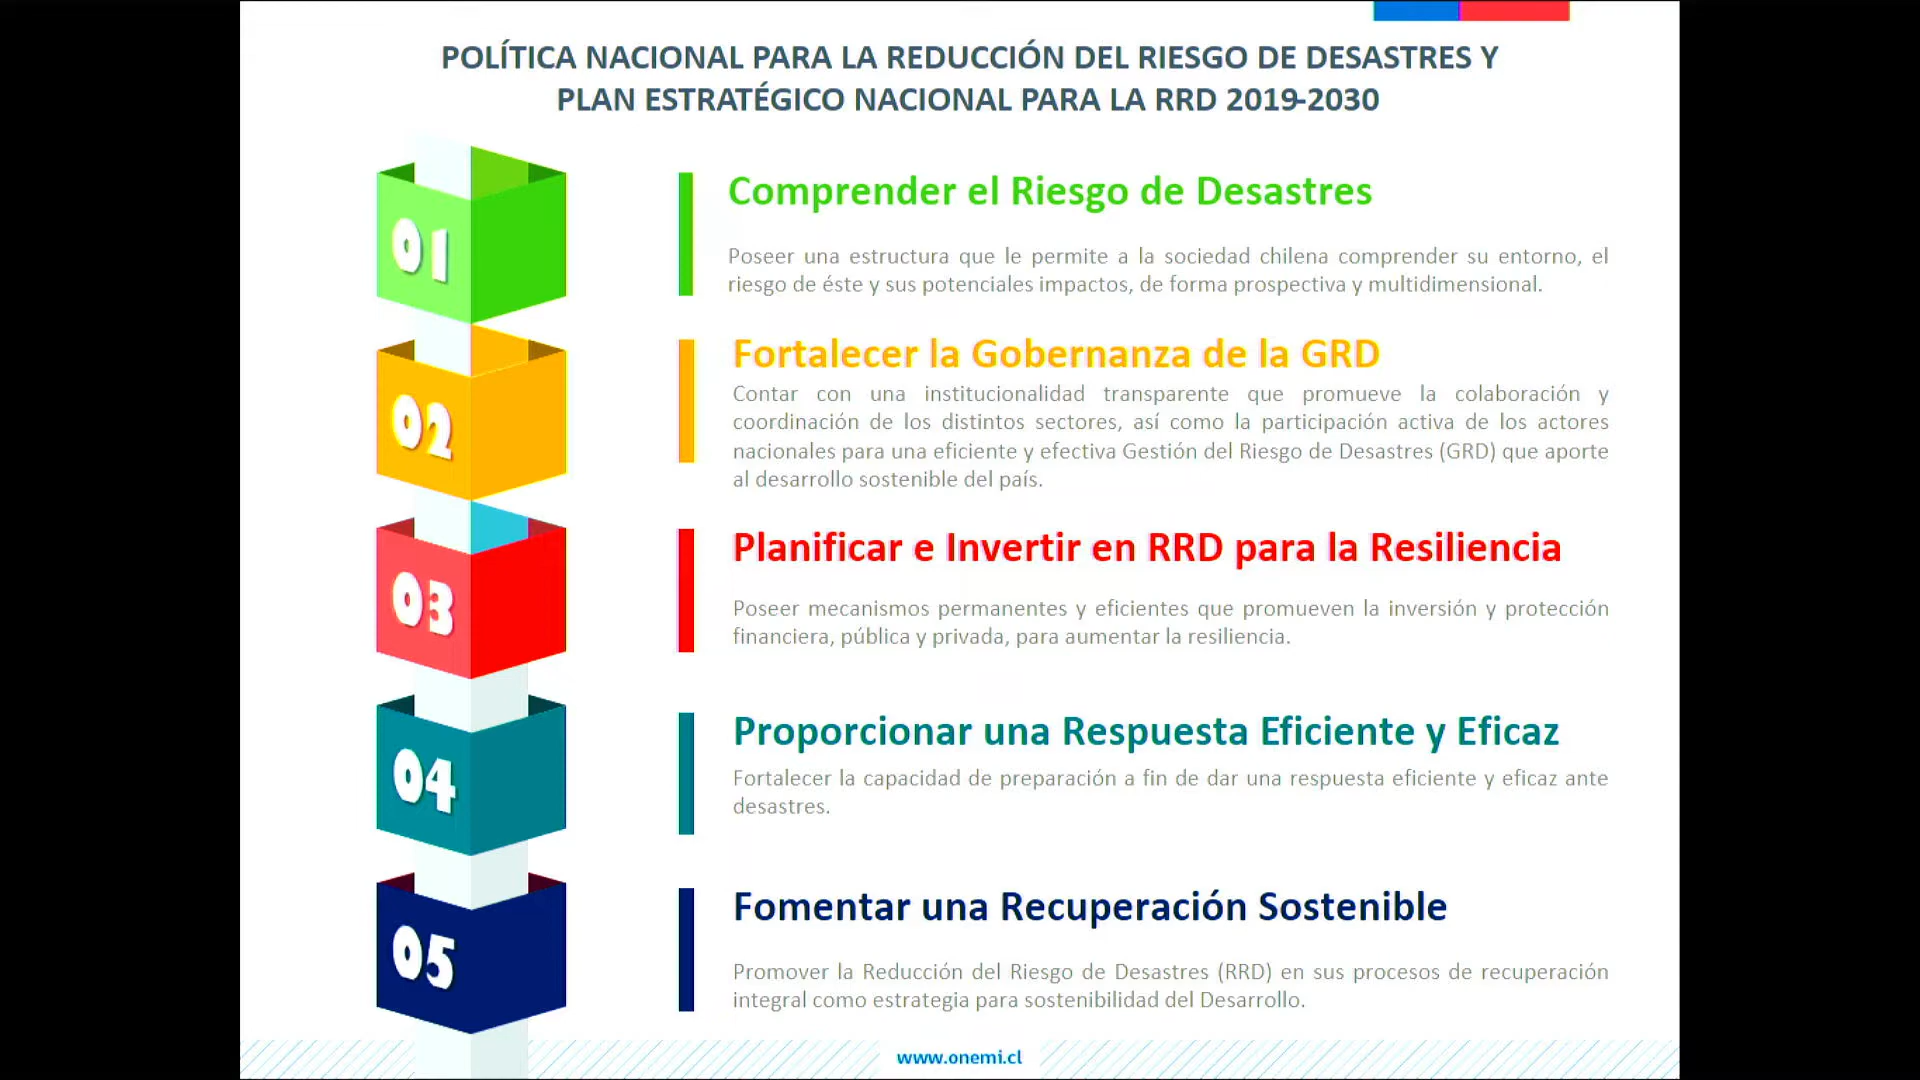 POLÍTICA NACIONAL PARA LA REDUCCIÓN DEL RIESGO DE DESASTRES Y
PLAN ESTRATÉGICO NACIONAL PARA LA RRD 2019-2030
01
Comprender el Riesgo de Desastres
Poseer una estructura que le permite a la sociedad chilena comprender su entorno, el
riesgo de éste y sus potenciales impactos, de forma prospectiva y multidimensional.
02
Fortalecer la Gobernanza de la GRD
Contar con una institucionalidad transparente que promueve la colaboración y
coordinación de los distintos sectores, así como la participación activa de los actores
nacionales para una eficiente y efectiva Gestión del Riesgo de Desastres (GRD) que aporte
al desarrollo sostenible del país.
03
Planificar e Invertir en RRD para la Resiliencia
Poseer mecanismos permanentes y eficientes que promueven la inversión y protección
financiera, pública y privada, para aumentar la resiliencia.
04
Proporcionar una Respuesta Eficiente y Eficaz
Fortalecer la capacidad de preparación a fin de dar una respuesta eficiente y eficaz ante
desastres.
05
Fomentar una Recuperación Sostenible
Promover la Reducción del Riesgo de Desastres (RRD) en sus procesos de recuperación
integral como estrategia para sostenibilidad del Desarrollo.
www.onemi.cl